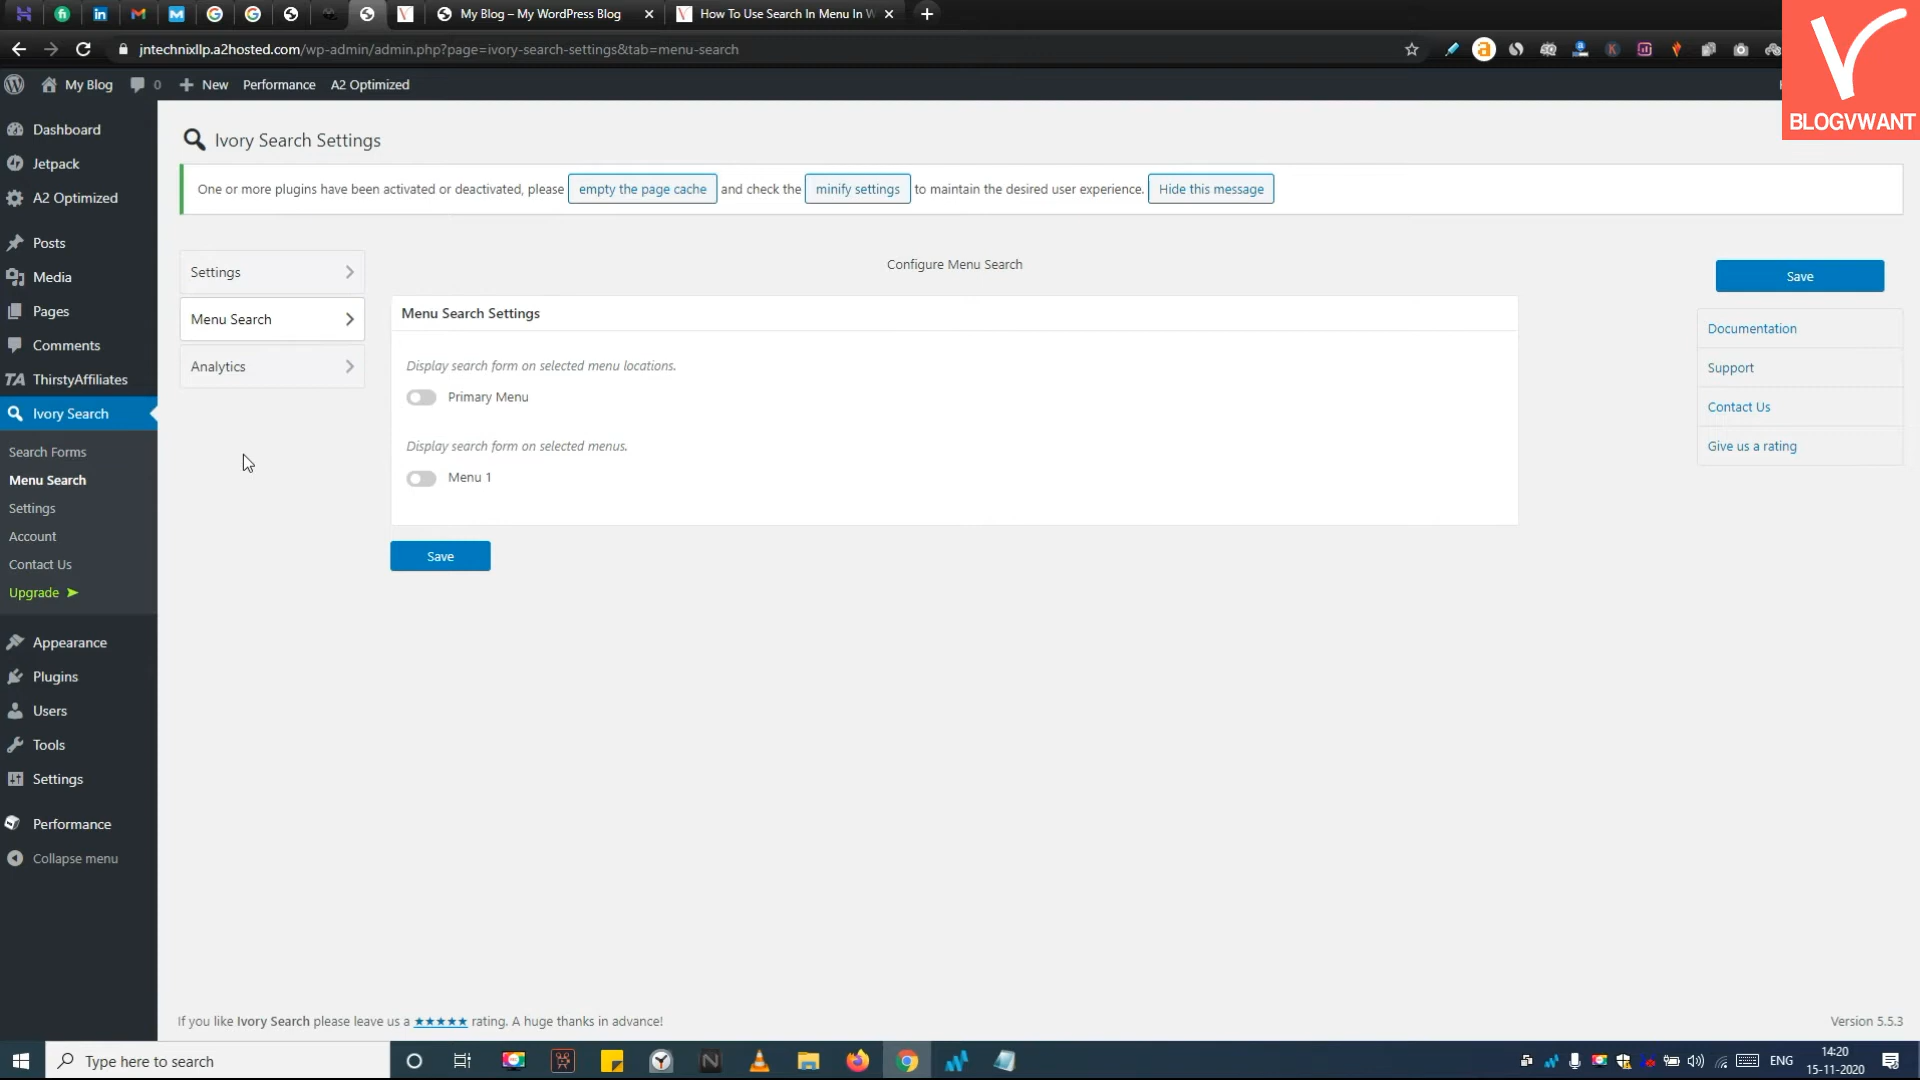 My Blog – My WordPress Blog
How To Use Search In Menu In W
jntechnixllp.a2hosted.com/wp-admin/admin.php?page=ivory-search-settings&tab=menu-search
BLOGVWANT
My Blog
0
New
Performance
A2 Optimized
Dashboard
Jetpack
A2 Optimized
Posts
Media
Pages
Comments
TA ThirstyAffiliates
Ivory Search
Search Forms
Menu Search
Settings
Account
Contact Us
Upgrade ➤
Appearance
Plugins
Users
Tools
Settings
Performance
Collapse menu
Ivory Search Settings
One or more plugins have been activated or deactivated, please empty the page cache and check the minify settings to maintain the desired user experience. Hide this message
Settings
Menu Search
Analytics
Configure Menu Search
Menu Search Settings
Display search form on selected menu locations.
Primary Menu
Display search form on selected menus.
Menu 1
Save
Save
Documentation
Support
Contact Us
Give us a rating
If you like Ivory Search please leave us a ★★★★★ rating. A huge thanks in advance!
Version 5.5.3
Type here to search
ENG
14:20
15-11-2020